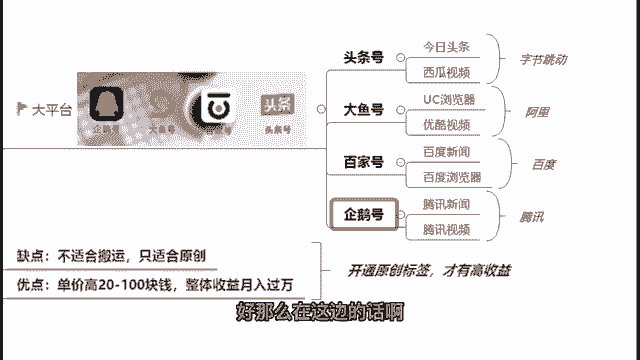 大平台
企鹅号
大鱼号
头条
头条号
头条号
今日头条
西瓜视频
字节跳动
大鱼号
UC浏览器
优酷视频
阿里
百家号
百度新闻
百度浏览器
百度
企鹅号
腾讯新闻
腾讯视频
腾讯
缺点：不适合搬运，只适合原创
优点：单价高20-100块钱，整体收益月入过万
开通原创标签，才有高收益
好那么在这边的话啊